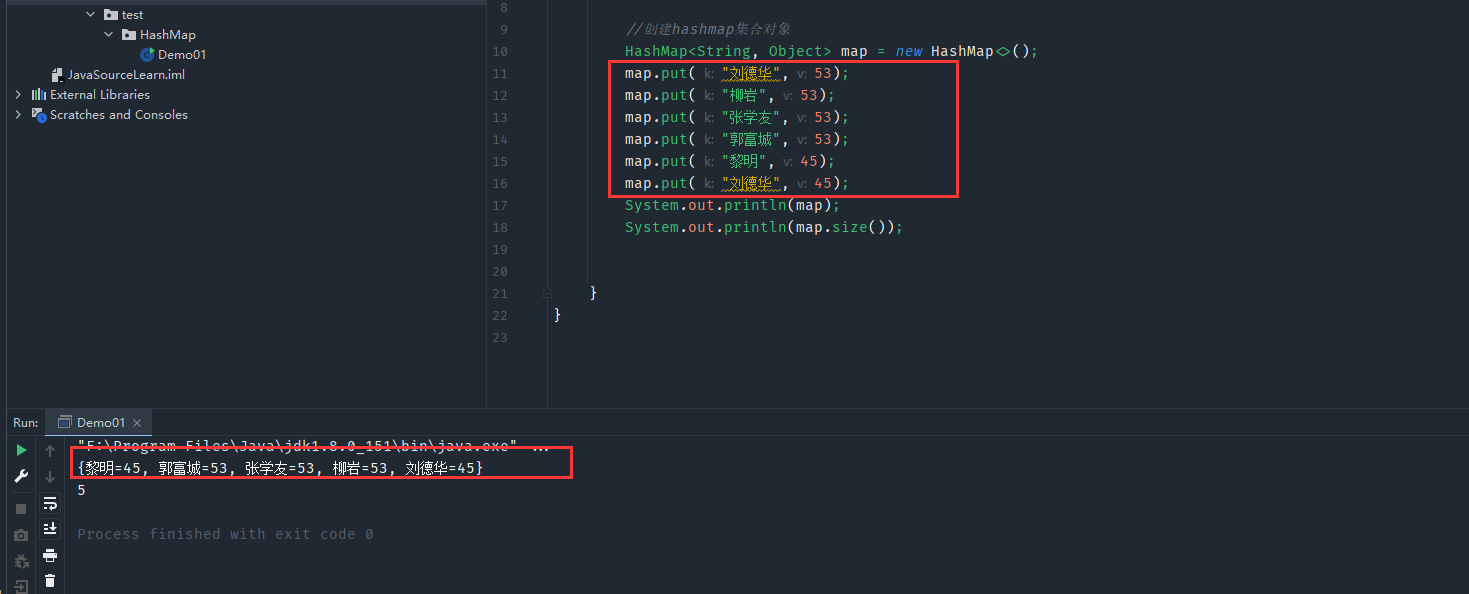 test
HashMap
Demo01
JavaSourceLearn.iml
External Libraries
Scratches and Consoles
8
9 //创建hashmap集合对象
10 HashMap<String, Object> map = new HashMap<>();
11 map.put( k: "刘德华", v: 53);
12 map.put( k: "柳岩", v: 53);
13 map.put( k: "张学友", v: 53);
14 map.put( k: "郭富城", v: 53);
15 map.put( k: "黎明", v: 45);
16 map.put( k: "刘德华", v: 45);
17 System.out.println(map);
18 System.out.println(map.size());
19
20
21 }
22 }
23
Run: Demo01 ×
"F:\Program Files\Java\jdk1.8.0_151\bin\java.exe" ...
{黎明=45, 郭富城=53, 张学友=53, 柳岩=53, 刘德华=45}
5
Process finished with exit code 0